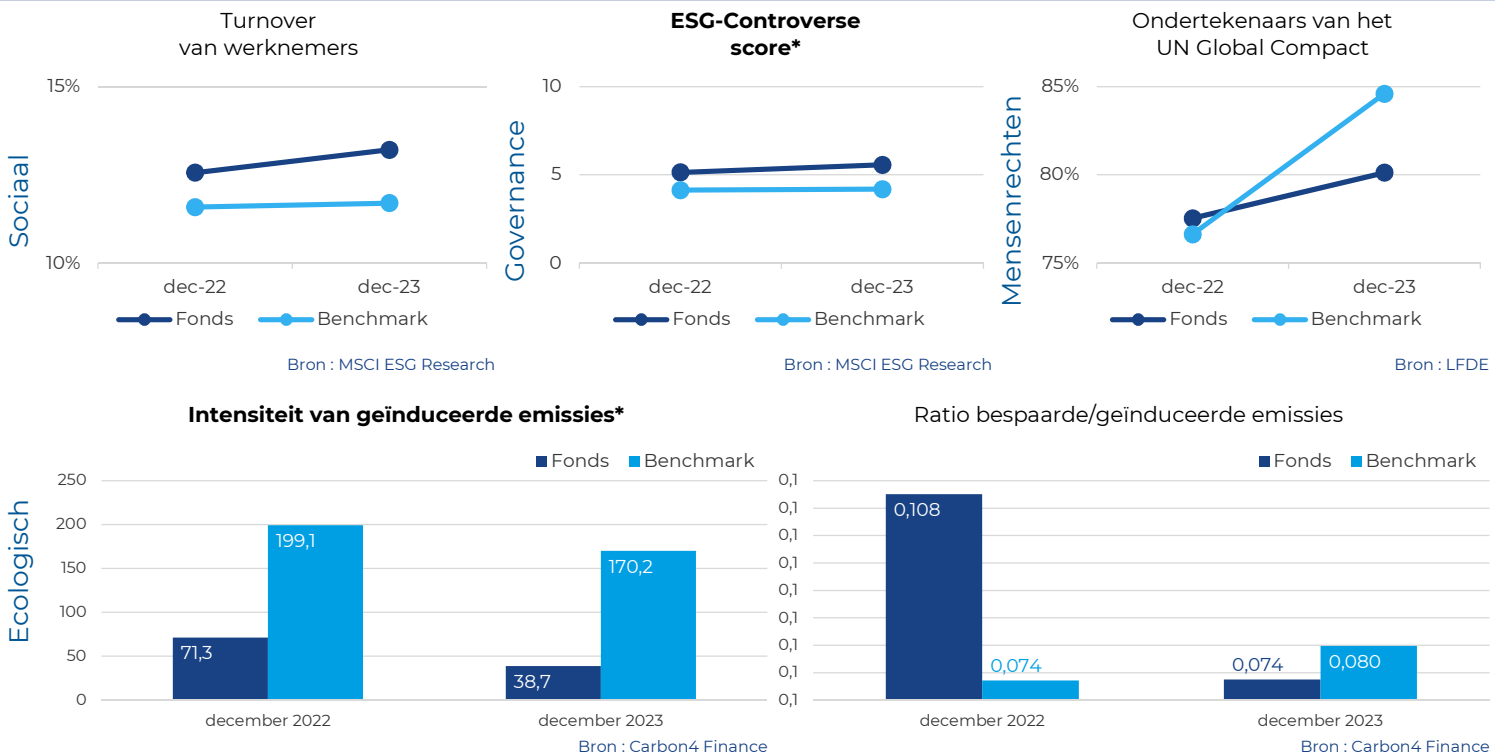 Turnover
van werknemers
15%
10%
Sociaal
dec-22
dec-23
Fonds
Benchmark
Bron : MSCI ESG Research
ESG-Controverse
score*
10
5
0
Governance
dec-22
dec-23
Fonds
Benchmark
Bron : MSCI ESG Research
Ondertekenaars van het
UN Global Compact
85%
80%
75%
Mensenrechten
dec-22
dec-23
Fonds
Benchmark
Bron : LFDE
Intensiteit van geïnduceerde emissies*
Fonds
Benchmark
250
200
150
100
50
0
Ecologisch
71,3
199,1
38,7
170,2
december 2022
december 2023
Bron : Carbon4 Finance
Ratio bespaarde/geïnduceerde emissies
Fonds
Benchmark
0,1
0,1
0,1
0,1
0,1
0,1
0,1
0,1
0,1
0,108
0,074
0,074
0,080
december 2022
december 2023
Bron : Carbon4 Finance